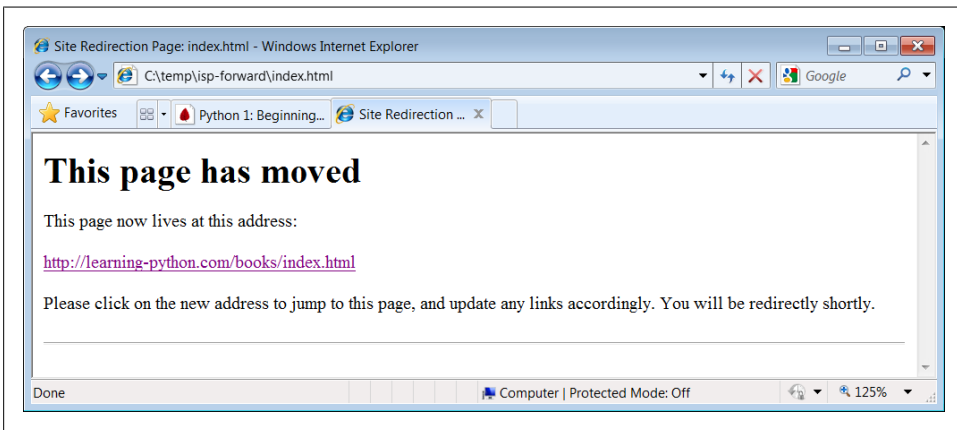 Site Redirection Page: index.html - Windows Internet Explorer
C:\temp\isp-forward\index.html
Google
Favorites
Python 1: Beginning...
Site Redirection ...
This page has moved
This page now lives at this address:
http://learning-python.com/books/index.html
Please click on the new address to jump to this page, and update any links accordingly. You will be redirectly shortly.
Done
Computer | Protected Mode: Off
125%